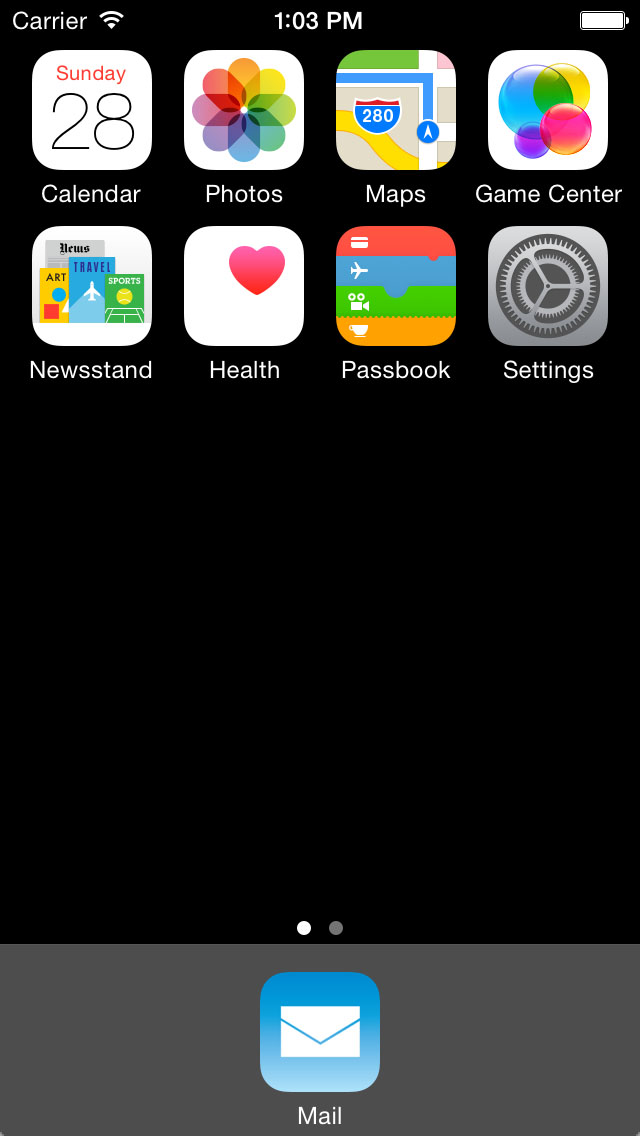 Carrier 1:03 PM
Sunday
28
280
Calendar Photos Maps Game Center
News
ART TRAVEL SPORTS
Newsstand Health Passbook Settings
Mail